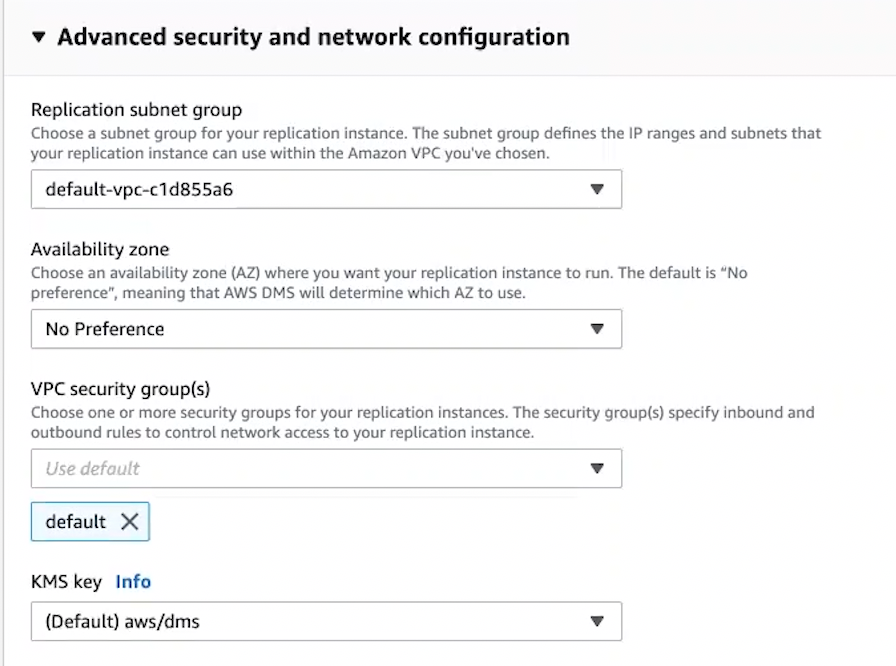 Advanced security and network configuration
Replication subnet group
Choose a subnet group for your replication instance. The subnet group defines the IP ranges and subnets that
your replication instance can use within the Amazon VPC you've chosen.
default-vpc-c1d855a6
Availability zone
Choose an availability zone (AZ) where you want your replication instance to run. The default is “No
preference”, meaning that AWS DMS will determine which AZ to use.
No Preference
VPC security group(s)
Choose one or more security groups for your replication instances. The security group(s) specify inbound and
outbound rules to control network access to your replication instance.
Use default
default
KMS key Info
(Default) aws/dms